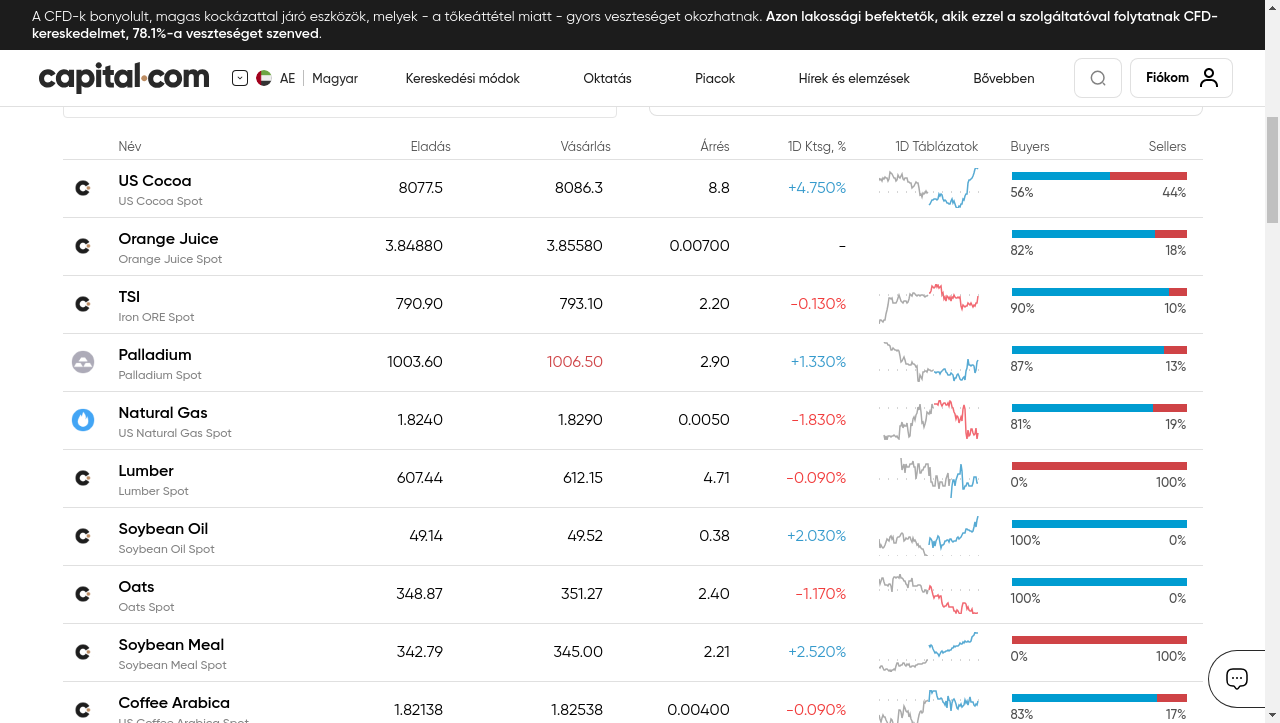 A CFD-k bonyolult, magas kockázattal járó eszközök, melyek - a tőkeáttétel miatt - gyors veszteséget okozhatnak. Azon lakossági befektetők, akik ezzel a szolgáltatóval folytatnak CFD-
kereskedelmet, 78.1%-a veszteséget szenved.
capital.com AE Magyar Kereskedési módok Oktatás Piacok Hírek és elemzések Bővebben Fiókom
Név Eladás Vásárlás Árrés 1D Ktsg, % 1D Táblázatok Buyers Sellers
US Cocoa 8077.5 8086.3 8.8 +4.750%
US Cocoa Spot 56% 44%
Orange Juice 3.84880 3.85580 0.00700 -
Orange Juice Spot 82% 18%
TSI 790.90 793.10 2.20 -0.130%
Iron ORE Spot 90% 10%
Palladium 1003.60 1006.50 2.90 +1.330%
Palladium Spot 87% 13%
Natural Gas 1.8240 1.8290 0.0050 -1.830%
US Natural Gas Spot 81% 19%
Lumber 607.44 612.15 4.71 -0.090%
Lumber Spot 0% 100%
Soybean Oil 49.14 49.52 0.38 +2.030%
Soybean Oil Spot 100% 0%
Oats 348.87 351.27 2.40 -1.170%
Oats Spot 100% 0%
Soybean Meal 342.79 345.00 2.21 +2.520%
Soybean Meal Spot 0% 100%
Coffee Arabica 1.82138 1.82538 0.00400 -0.090%
US Coffee Arabica Spot 83% 17%